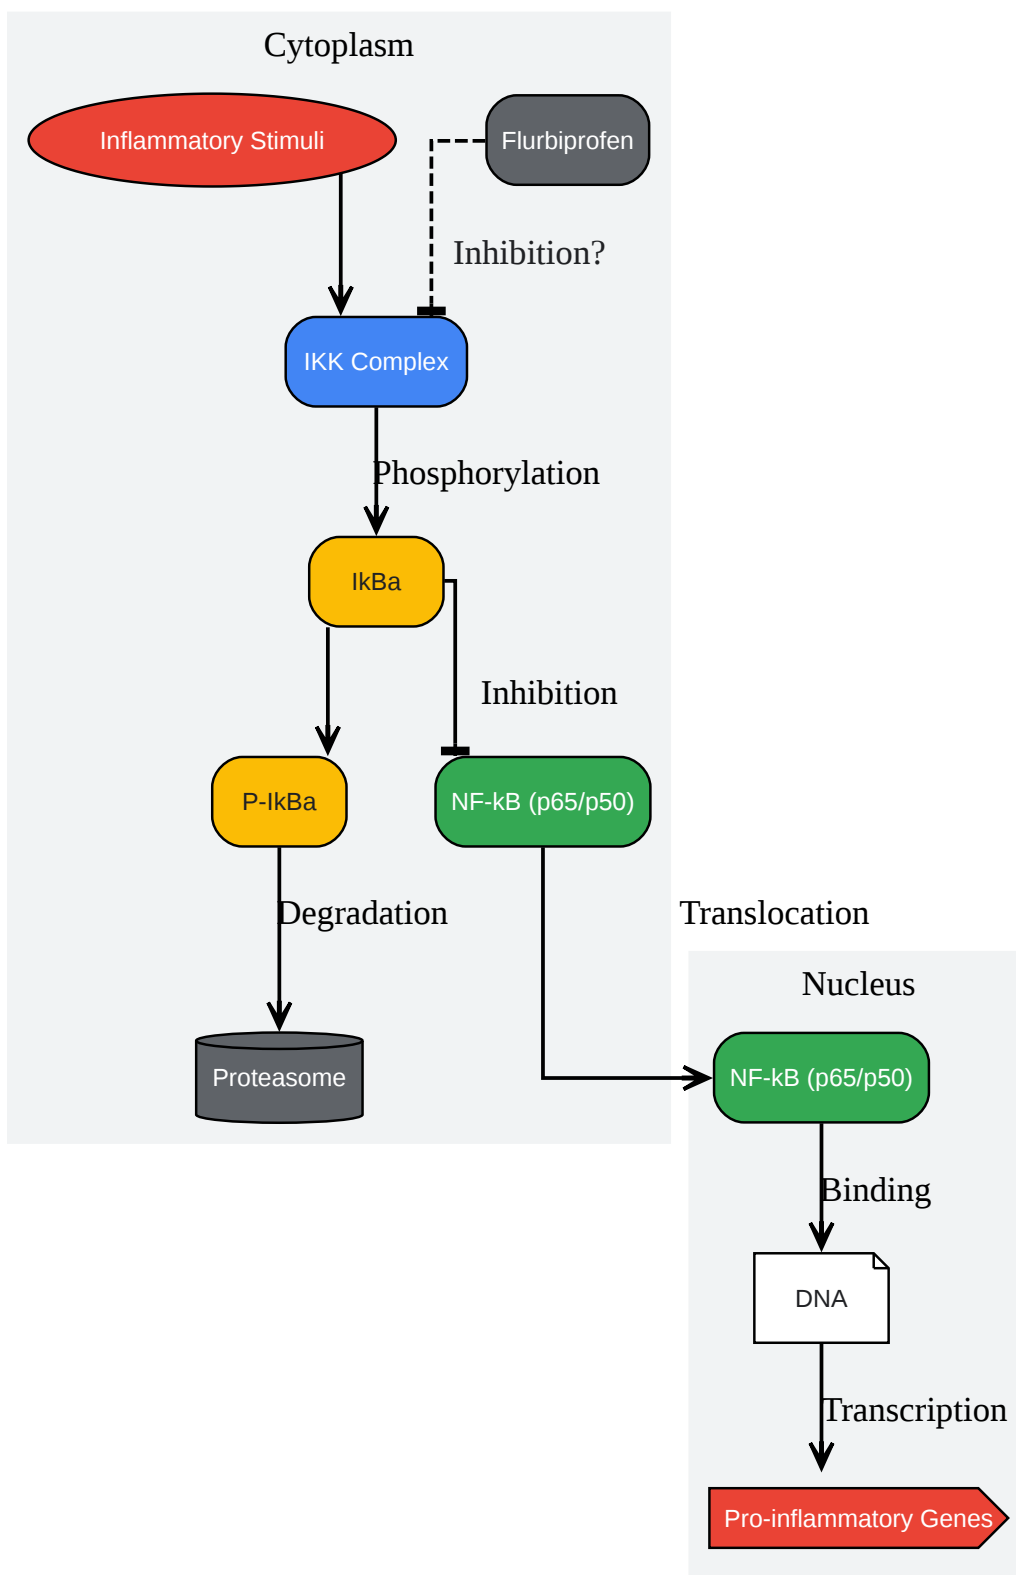 Cytoplasm
Inflammatory Stimuli
Flurbiprofen
Inhibition?
IKK Complex
Phosphorylation
IkBa
Inhibition
P-IkBa
NF-kB (p65/p50)
Degradation
Translocation
Nucleus
Proteasome
NF-kB (p65/p50)
Binding
DNA
Transcription
Pro-inflammatory Genes